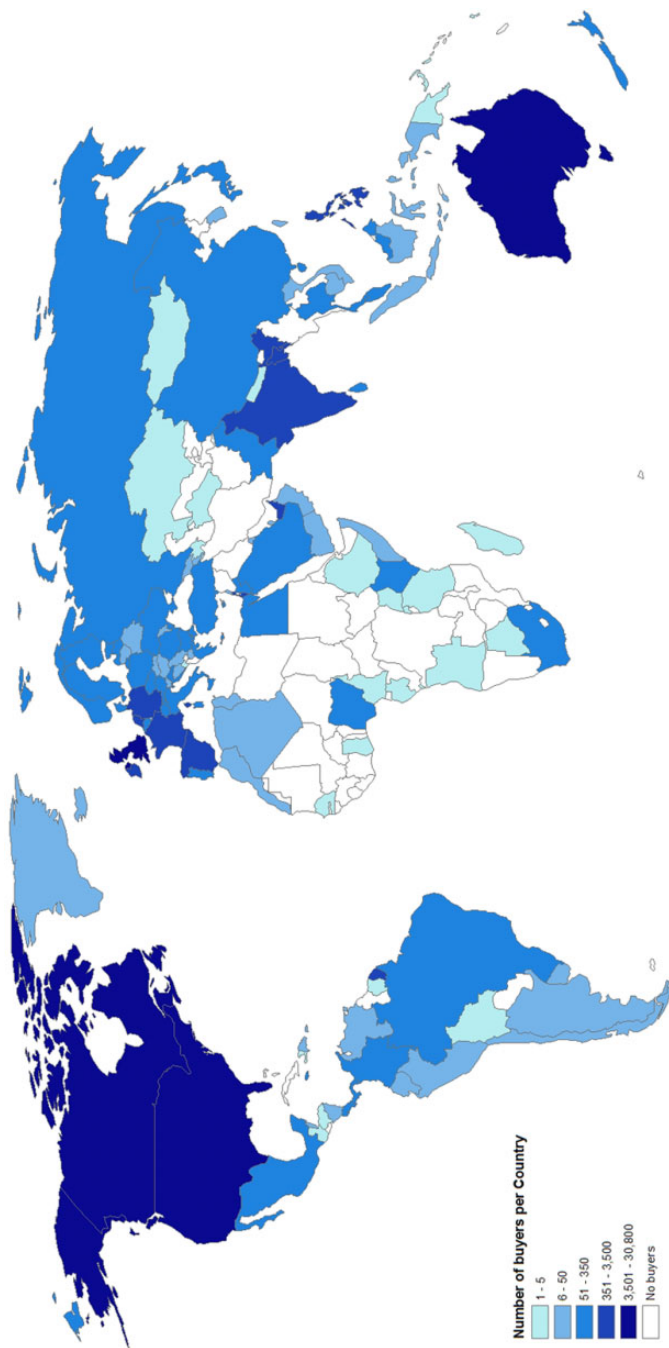 Number of buyers per Country
1 - 5
6 - 50
51 - 350
351 - 3,500
3,501 - 30,800
No buyers